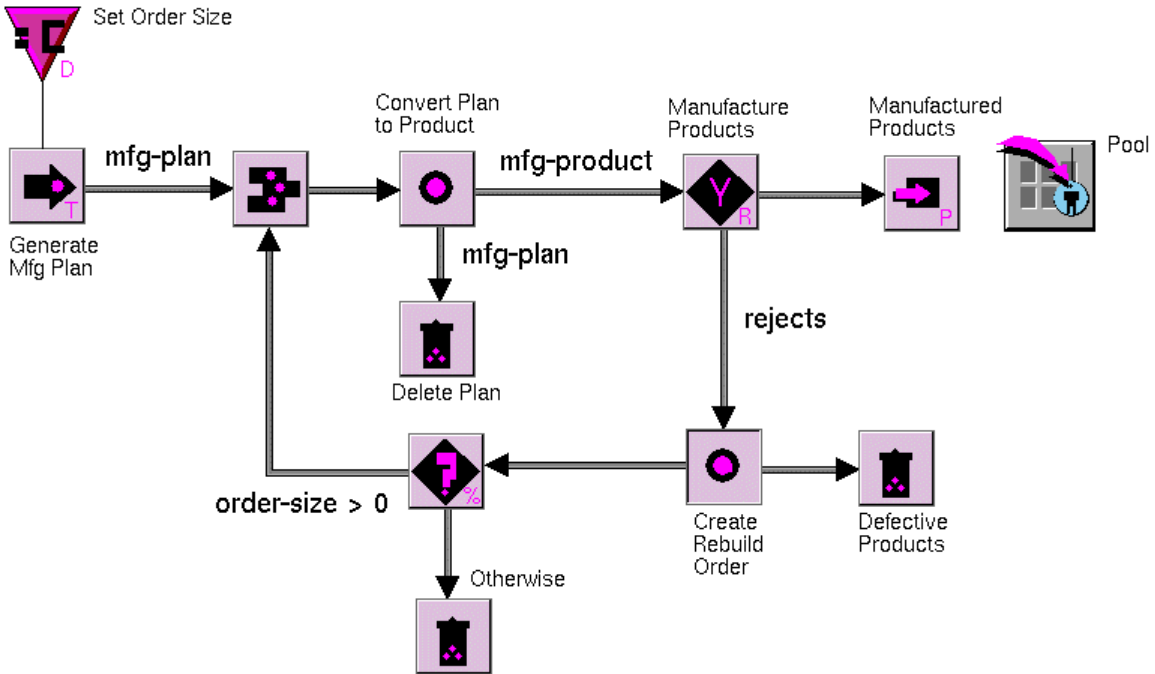 Set Order Size
D
Convert Plan
to Product
Manufacture
Products
Manufactured
Products
Pool
mfg-plan
mfg-product
T
Y
R
P
Generate
Mfg Plan
mfg-plan
rejects
Delete Plan
?
%
order-size > 0
Create
Rebuild
Order
Defective
Products
Otherwise